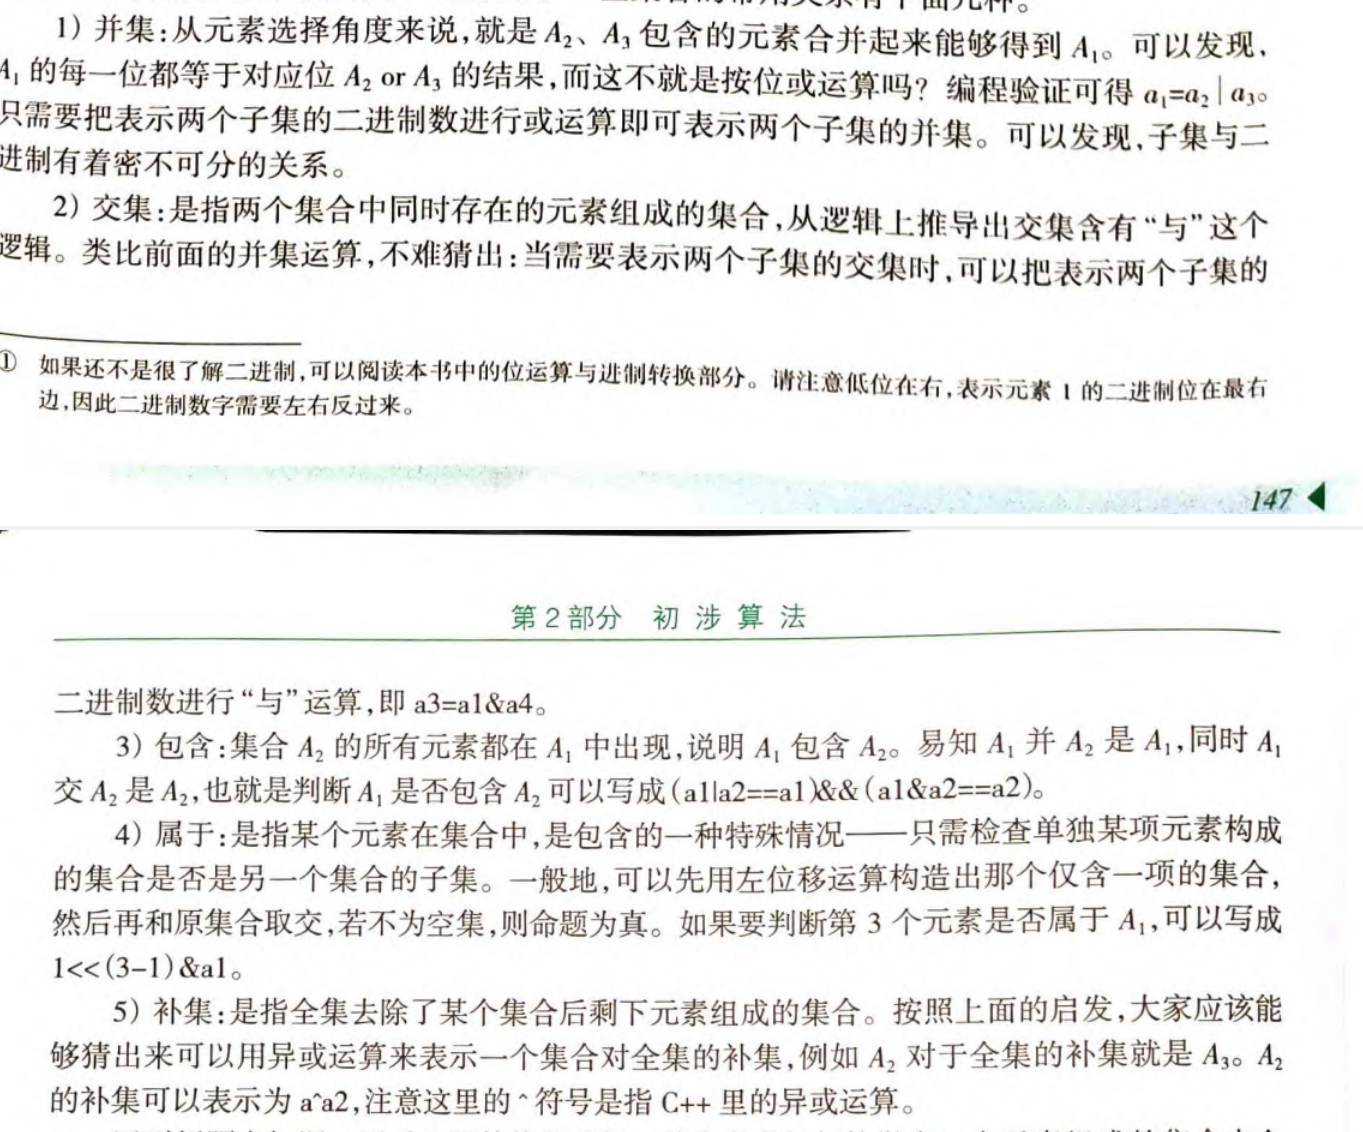 1) 并集:从元素选择角度来说,就是 A₂、A₃ 包含的元素合并起来能够得到 A₁。可以发现,
A₁ 的每一位都等于对应位 A₂ or A₃ 的结果,而这不就是按位或运算吗? 编程验证可得 a₁=a₂|a₃。
只需要把表示两个子集的二进制数进行或运算即可表示两个子集的并集。可以发现,子集与二
进制有着密不可分的关系。
2) 交集:是指两个集合中同时存在的元素组成的集合,从逻辑上推导出交集含有“与”这个
逻辑。类比前面的并集运算,不难猜出:当需要表示两个子集的交集时,可以把表示两个子集的
① 如果还不是很了解二进制,可以阅读本书中的位运算与进制转换部分。请注意低位在右,表示元素 1 的二进制位在最右
边,因此二进制数字需要左右反过来。
147
第2部分 初涉算法
二进制数进行“与”运算,即 a3=a1&a4。
3) 包含:集合 A₂ 的所有元素都在 A₁ 中出现,说明 A₁ 包含 A₂。易知 A₁ 并 A₂ 是 A₁,同时 A₁
交 A₂ 是 A₂,也就是判断 A₁ 是否包含 A₂ 可以写成(a1|a2==a1)&&(a1&a2==a2)。
4) 属于:是指某个元素在集合中,是包含的一种特殊情况——只需检查单独某项元素构成
的集合是否是另一个集合的子集。一般地,可以先用左位移运算构造出那个仅含一项的集合,
然后再和原集合取交,若不为空集,则命题为真。如果要判断第 3 个元素是否属于 A₁,可以写成
1<<(3-1)&a1。
5) 补集:是指全集去除了某个集合后剩下元素组成的集合。按照上面的启发,大家应该能
够猜出来可以用异或运算来表示一个集合对全集的补集,例如 A₂ 对于全集的补集就是 A₃。A₂
的补集可以表示为 a^a2,注意这里的 ^ 符号是指 C++ 里的异或运算。